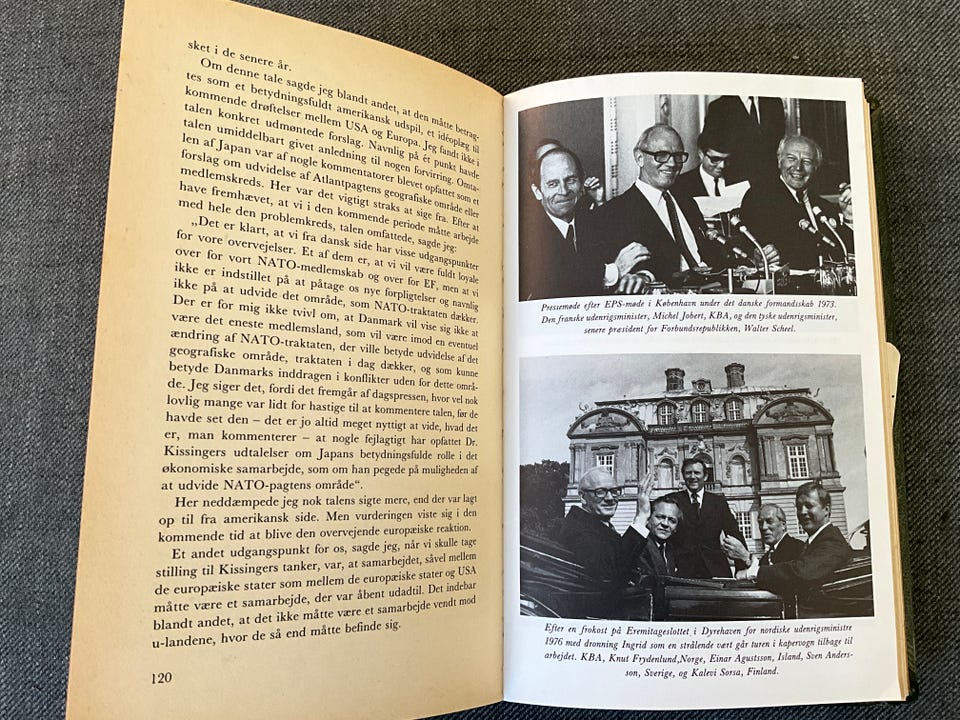 sket i de senere år.
Om denne tale sagde jeg blandt andet, at den måtte betrag-
tes som et betydningsfuldt amerikansk udspil, et idéoplæg til
kommende drøftelser mellem USA og Europa. Jeg fandt ikke i
talen konkret udmøntede forslag. Navnlig på ét punkt havde
talen umiddelbart givet anledning til nogen forvirring. Omta-
len af Japan var af nogle kommentatorer blevet opfattet som et
forslag om udvidelse af Atlantpagtens geografiske område eller
medlemskreds. Her var det vigtigt straks at sige fra. Efter at
have fremhævet, at vi i den kommende periode måtte arbejde
med hele den problemkreds, talen omfattede, sagde jeg:
„Det er klart, at vi fra dansk side har visse udgangspunkter
for vore overvejelser. Et af dem er, at vi vil være fuldt loyale
over for vort NATO-medlemskab og over for EF, men at vi
ikke er indstillet på at påtage os nye forpligtelser og navnlig
ikke på at udvide det område, som NATO-traktaten dækker.
Der er for mig ikke tvivl om, at Danmark vil vise sig ikke at
være det eneste medlemsland, som vil være imod en eventuel
ændring af NATO-traktaten, der ville betyde udvidelse af det
geografiske område, traktaten i dag dækker, og som kunne
betyde Danmarks inddragen i konflikter uden for dette områ-
de. Jeg siger det, fordi det fremgår af dagspressen, hvor vel nok
lovlig mange var lidt for hastige til at kommentere talen, før de
havde set den – det er jo altid meget nyttigt at vide, hvad det
er, man kommenterer – at nogle fejlagtigt har opfattet Dr.
Kissingers udtalelser om Japans betydningsfulde rolle i det
økonomiske samarbejde, som om han pegede på muligheden af
at udvide NATO-pagtens område“.
Her neddæmpede jeg nok talens sigte mere, end der var lagt
op til fra amerikansk side. Men vurderingen viste sig i den
kommende tid at blive den overvejende europæiske reaktion.
Et andet udgangspunkt for os, sagde jeg, når vi skulle tage
stilling til Kissingers tanker, var, at samarbejdet, såvel mellem
de europæiske stater som mellem de europæiske stater og USA
måtte være et samarbejde, der var åbent udadtil. Det indebar
blandt andet, at det ikke måtte være et samarbejde vendt mod
u-landene, hvor de så end måtte befinde sig.
120
Pressemøde efter EPS-møde i København under det danske formandsskab 1973.
Den franske udenrigsminister, Michel Jobert, KBA, og den tyske udenrigsminister,
senere præsident for Forbundsrepublikken, Walter Scheel.
Efter en frokost på Eremitageslottet i Dyrehaven for nordiske udenrigsministre
1976 med dronning Ingrid som en strålende vært går turen i kapervogn tilbage til
arbejdet. KBA, Knut Frydenlund,Norge, Einar Agustsson, Island, Sven Anders-
son, Sverige, og Kalevi Sorsa, Finland.